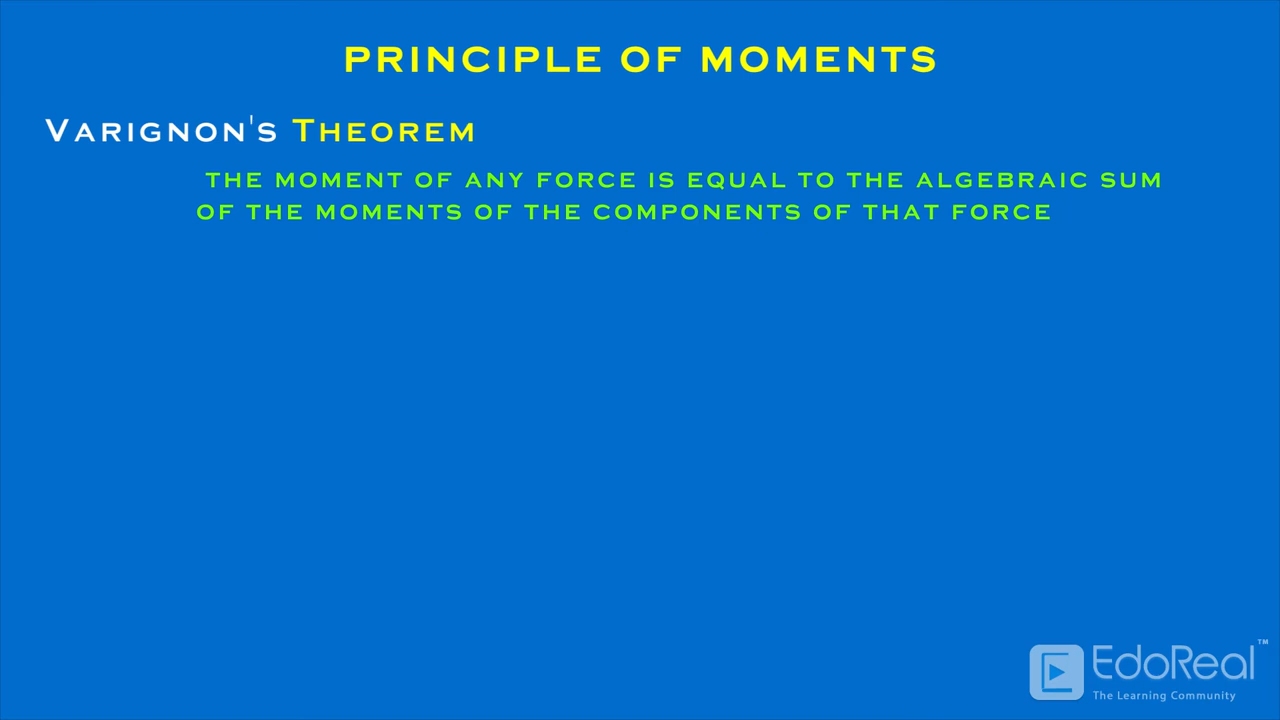 PRINCIPLE OF MOMENTS
VARIGNON'S THEOREM
THE MOMENT OF ANY FORCE IS EQUAL TO THE ALGEBRAIC SUM
OF THE MOMENTS OF THE COMPONENTS OF THAT FORCE
EdoReal™
The Learning Community